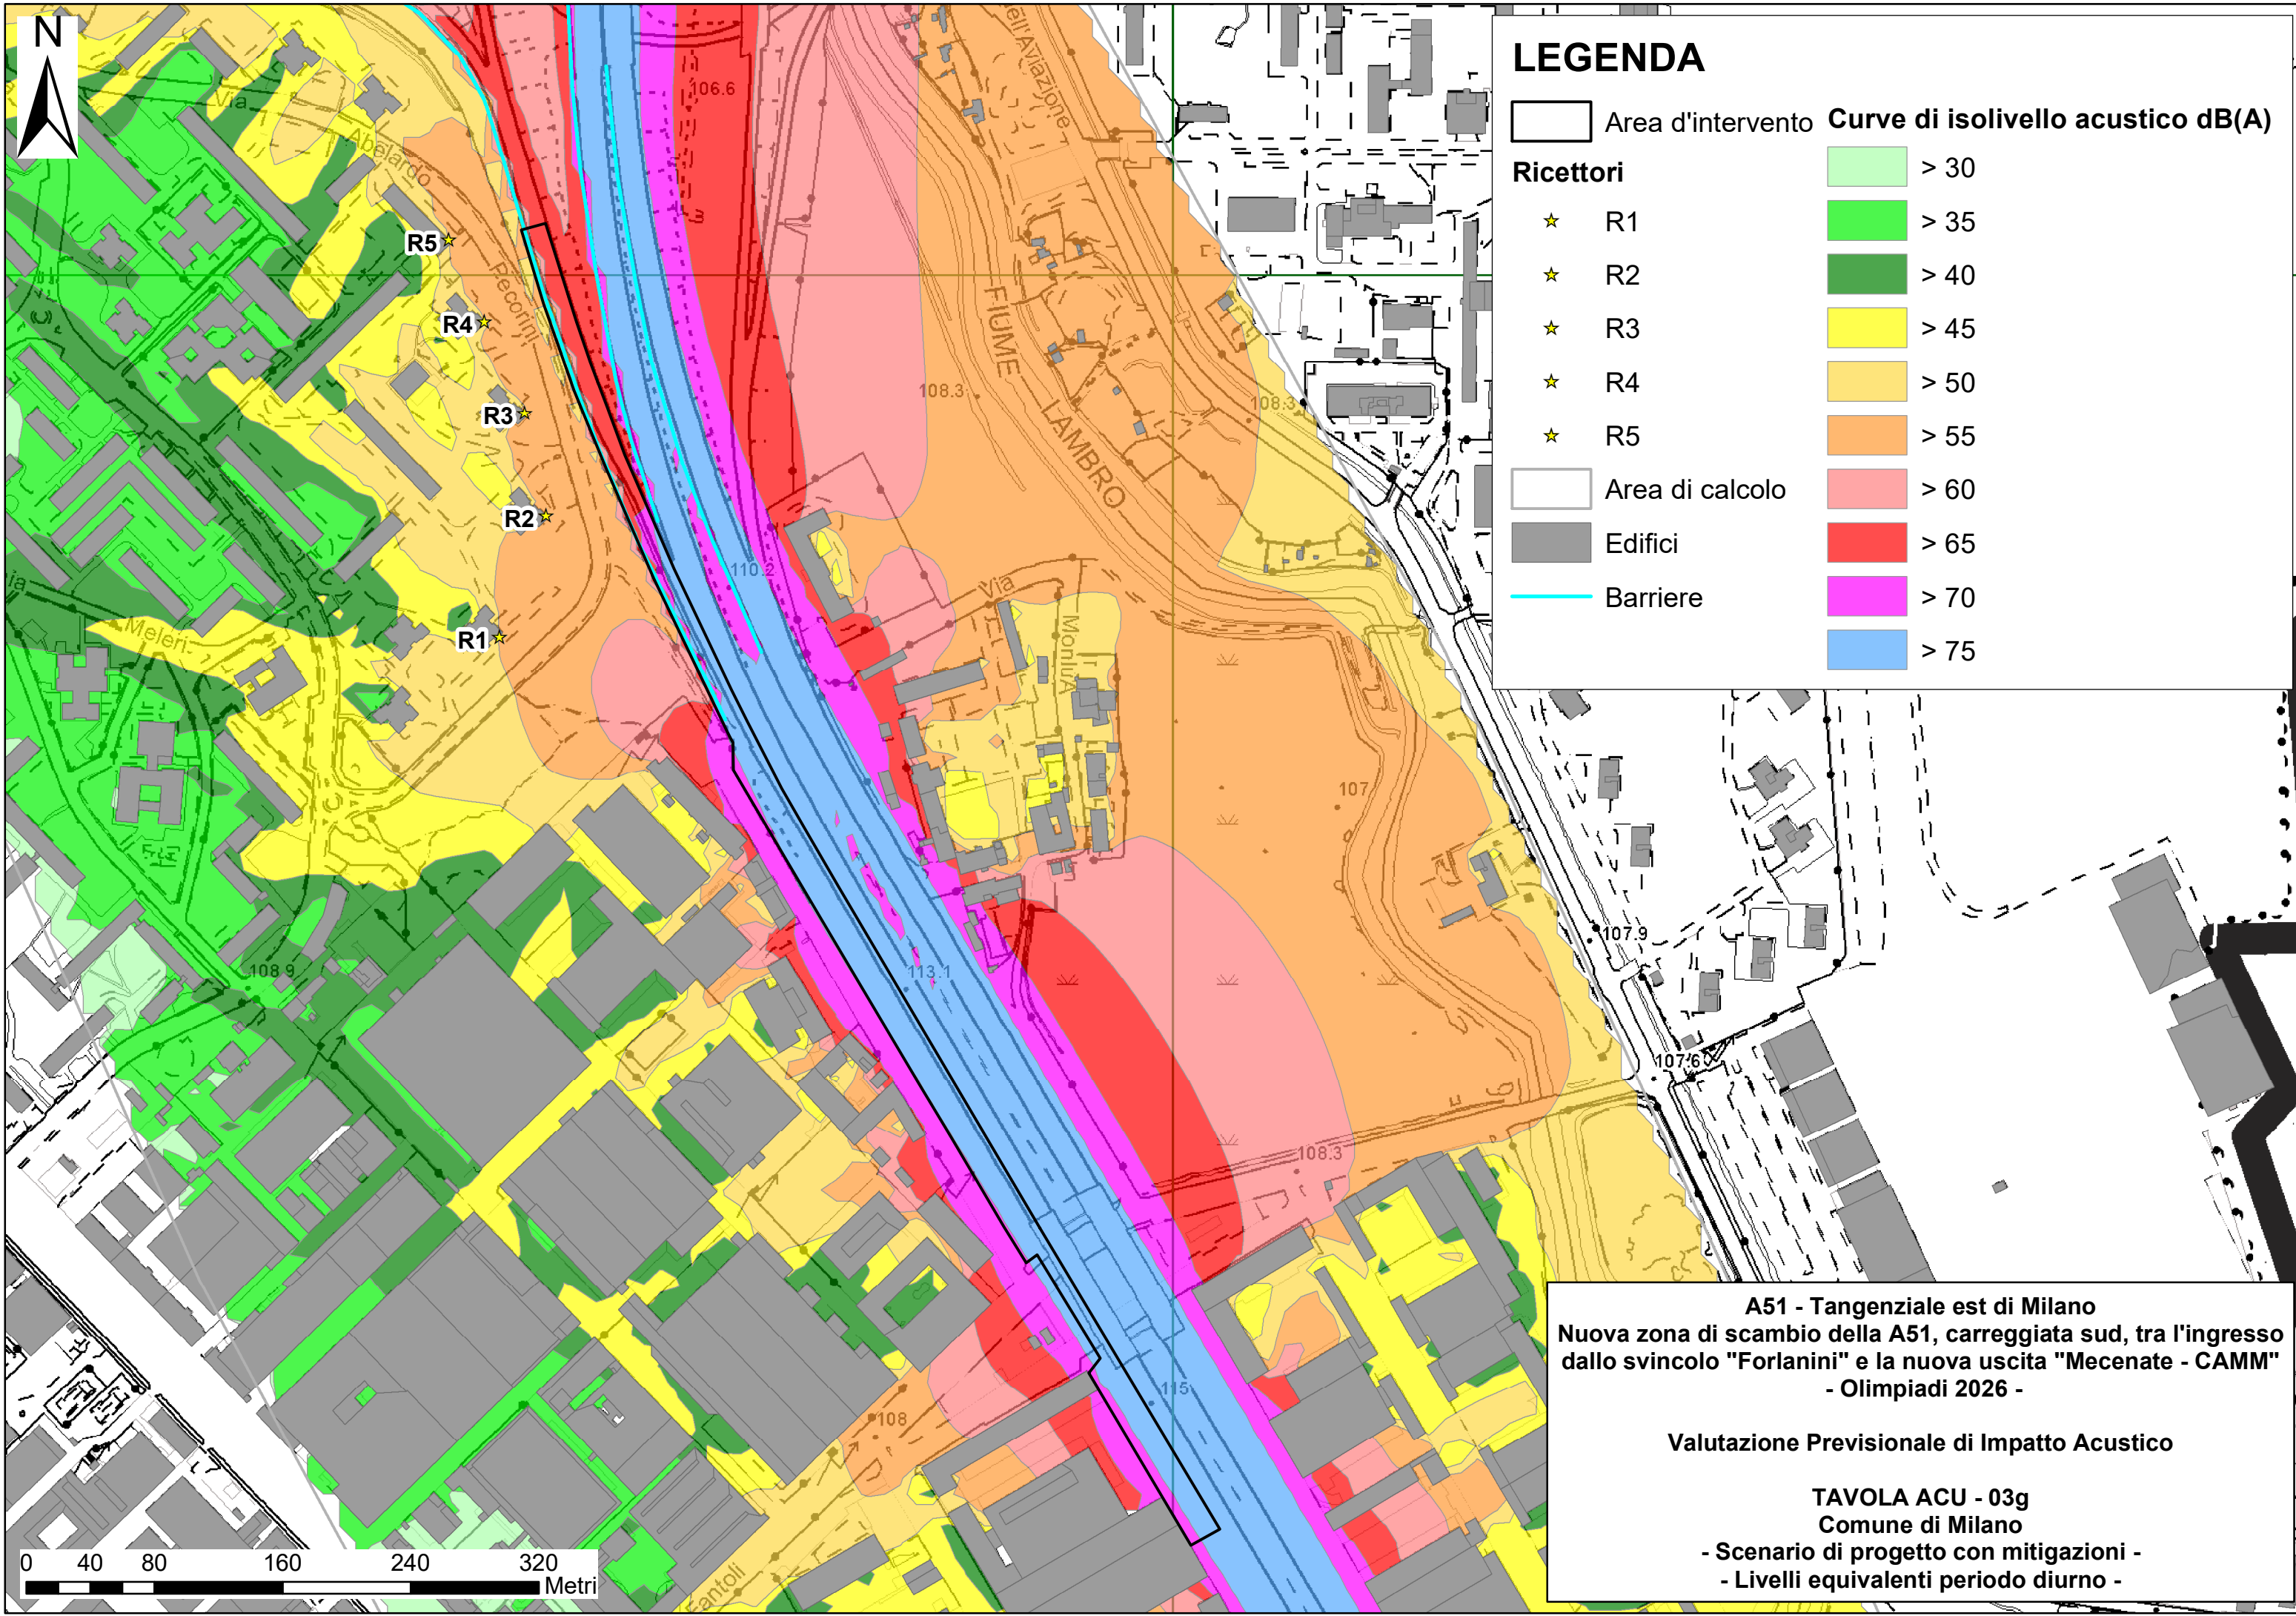 N
LEGENDA
Area d'intervento
Ricettori
R1
R2
R3
R4
R5
Area di calcolo
Edifici
Barriere
Curve di isolivello acustico dB(A)
> 30
> 35
> 40
> 45
> 50
> 55
> 60
> 65
> 70
> 75
Via
Abelardo
Pecorini
R5
R4
R3
R2
R1
Meleri
106.6
dell'Aviazione
FIUME
LAMBRO
108.3
108.3
110.2
Via
Monluè
107
108.9
113.1
107.9
107.6
108.3
115
108
Fantoli
0 40 80 160 240 320
Metri
A51 - Tangenziale est di Milano
Nuova zona di scambio della A51, carreggiata sud, tra l'ingresso
dallo svincolo "Forlanini" e la nuova uscita "Mecenate - CAMM"
- Olimpiadi 2026 -
Valutazione Previsionale di Impatto Acustico
TAVOLA ACU - 03g
Comune di Milano
- Scenario di progetto con mitigazioni -
- Livelli equivalenti periodo diurno -